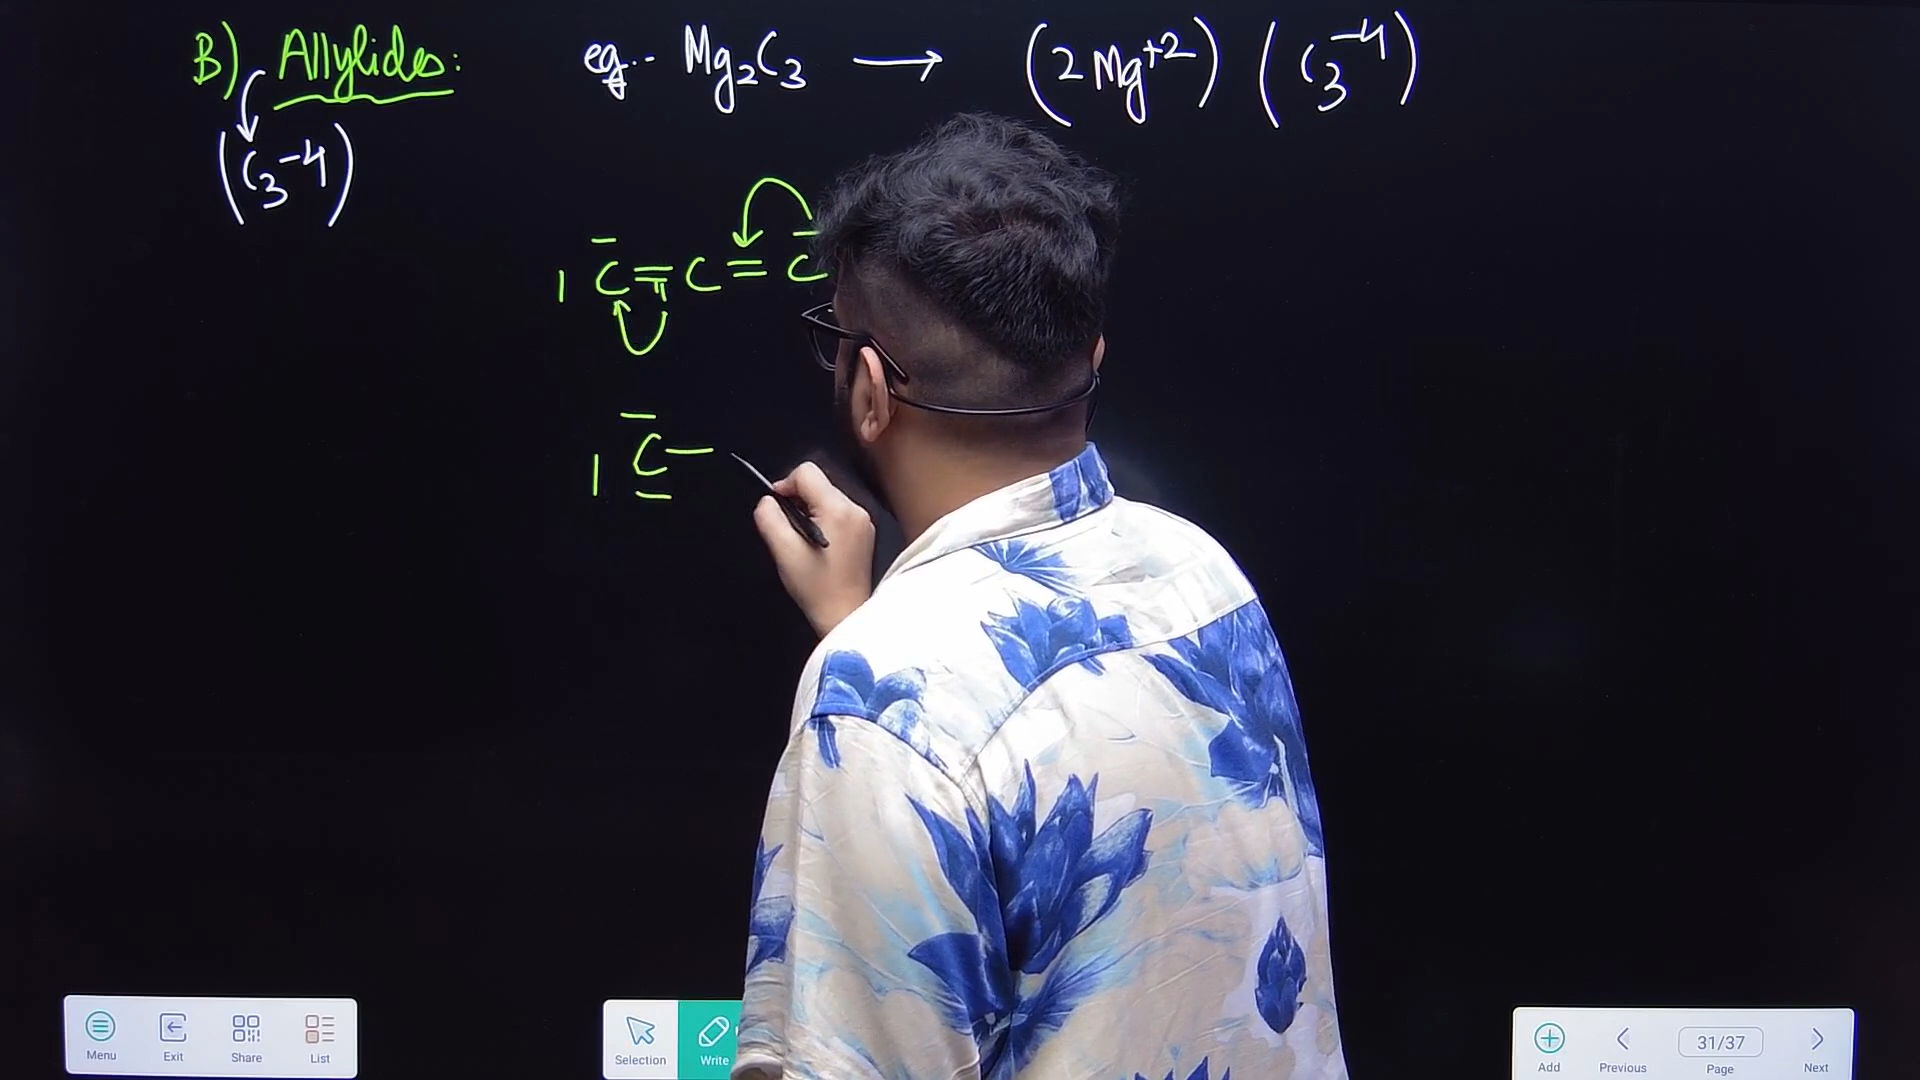 B) Allylides: eg.- Mg₂C₃ ⟶ (2Mg⁺²) (C₃⁻⁴)
(C₃⁻⁴)
| C̄ = C = C̄
π
| C̄ —
Menu Exit Share List Selection Write Add Previous 31/37 Page Next